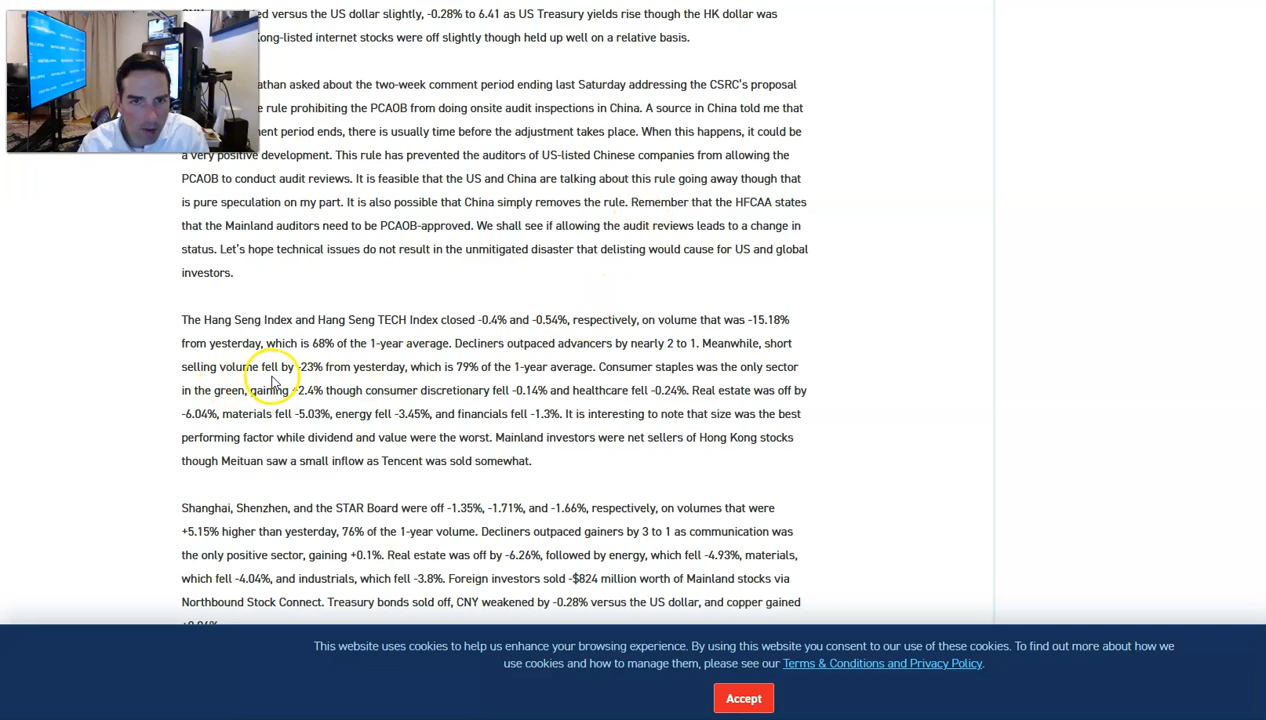 versus the US dollar slightly, -0.28% to 6.41 as US Treasury yields rise though the HK dollar was
Kong-listed internet stocks were off slightly though held up well on a relative basis.
asked about the two-week comment period ending last Saturday addressing the CSRC's proposal
rule prohibiting the PCAOB from doing onsite audit inspections in China. A source in China told me that
period ends, there is usually time before the adjustment takes place. When this happens, it could be
a very positive development. This rule has prevented the auditors of US-listed Chinese companies from allowing the
PCAOB to conduct audit reviews. It is feasible that the US and China are talking about this rule going away though that
is pure speculation on my part. It is also possible that China simply removes the rule. Remember that the HFCAA states
that the Mainland auditors need to be PCAOB-approved. We shall see if allowing the audit reviews leads to a change in
status. Let's hope technical issues do not result in the unmitigated disaster that delisting would cause for US and global
investors.
The Hang Seng Index and Hang Seng TECH Index closed -0.4% and -0.54%, respectively, on volume that was -15.18%
from yesterday, which is 68% of the 1-year average. Decliners outpaced advancers by nearly 2 to 1. Meanwhile, short
selling volume fell by -23% from yesterday, which is 79% of the 1-year average. Consumer staples was the only sector
in the green, gaining +2.4% though consumer discretionary fell -0.14% and healthcare fell -0.24%. Real estate was off by
-6.04%, materials fell -5.03%, energy fell -3.45%, and financials fell -1.3%. It is interesting to note that size was the best
performing factor while dividend and value were the worst. Mainland investors were net sellers of Hong Kong stocks
though Meituan saw a small inflow as Tencent was sold somewhat.
Shanghai, Shenzhen, and the STAR Board were off -1.35%, -1.71%, and -1.66%, respectively, on volumes that were
+5.15% higher than yesterday, 76% of the 1-year volume. Decliners outpaced gainers by 3 to 1 as communication was
the only positive sector, gaining +0.1%. Real estate was off by -6.26%, followed by energy, which fell -4.93%, materials,
which fell -4.04%, and industrials, which fell -3.8%. Foreign investors sold -$824 million worth of Mainland stocks via
Northbound Stock Connect. Treasury bonds sold off, CNY weakened by -0.28% versus the US dollar, and copper gained
This website uses cookies to help us enhance your browsing experience. By using this website you consent to our use of these cookies. To find out more about how we
use cookies and how to manage them, please see our Terms & Conditions and Privacy Policy.
Accept